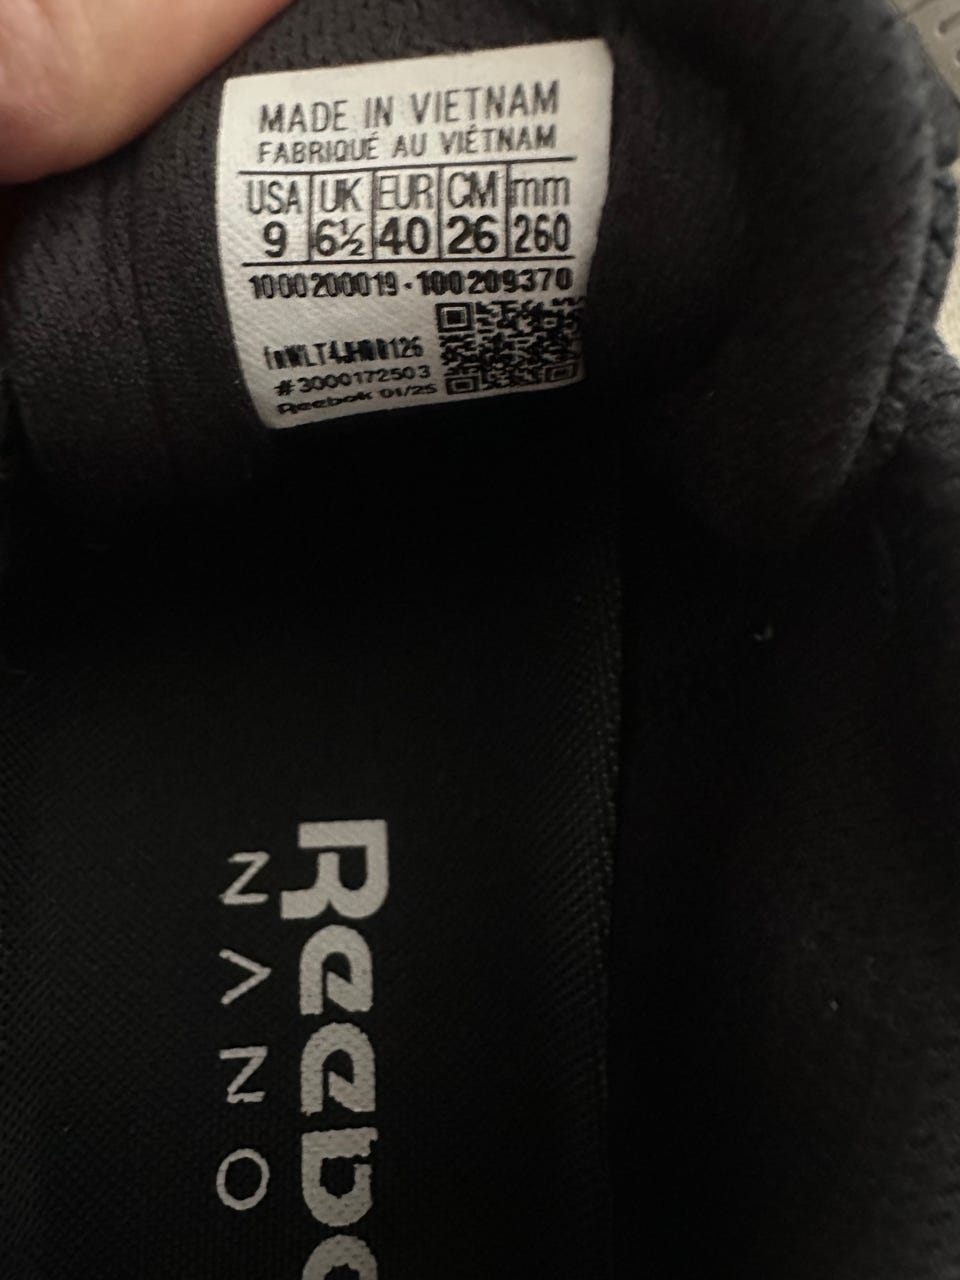 MADE IN VIETNAM
FABRIQUÉ AU VIÊTNAM
USA UK EUR CM mm
9 6½ 40 26 260
1000200019-100209370
#3000172503
Reebok 01/25
Reebo
NANO